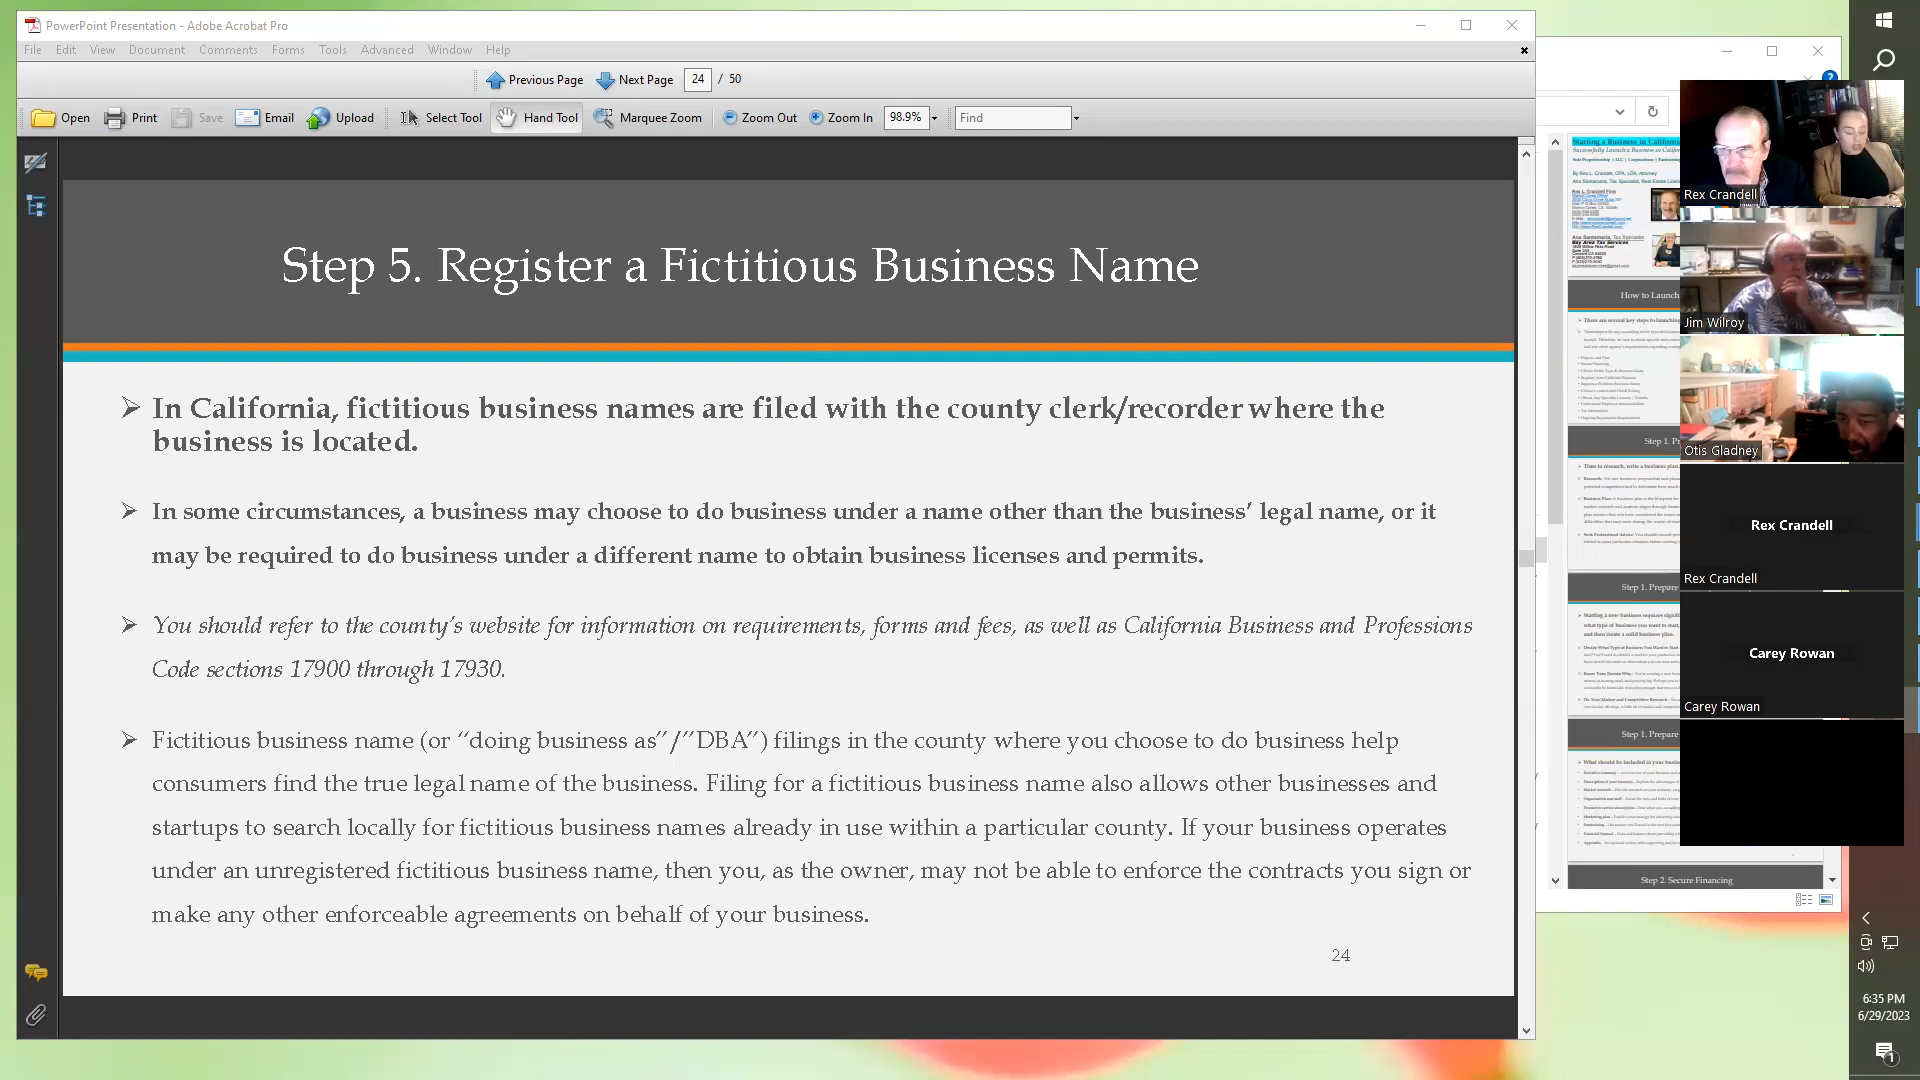 PowerPoint Presentation - Adobe Acrobat Pro
File Edit View Document Comments Forms Tools Advanced Window Help
Previous Page Next Page 24 / 50
Open Print Save Email Upload Select Tool Hand Tool Marquee Zoom Zoom Out Zoom In 98.9% Find
Step 5. Register a Fictitious Business Name
In California, fictitious business names are filed with the county clerk/recorder where the
business is located.
In some circumstances, a business may choose to do business under a name other than the business’ legal name, or it
may be required to do business under a different name to obtain business licenses and permits.
You should refer to the county’s website for information on requirements, forms and fees, as well as California Business and Professions
Code sections 17900 through 17930.
Fictitious business name (or “doing business as”/”DBA”) filings in the county where you choose to do business help
consumers find the true legal name of the business. Filing for a fictitious business name also allows other businesses and
startups to search locally for fictitious business names already in use within a particular county. If your business operates
under an unregistered fictitious business name, then you, as the owner, may not be able to enforce the contracts you sign or
make any other enforceable agreements on behalf of your business.
24
Starting a Business in California
How to Launch
Step 1. Prepare
Step 1. Prepare
Step 2. Secure Financing
Rex Crandell
Jim Wilroy
Otis Gladney
Rex Crandell
Rex Crandell
Carey Rowan
Carey Rowan
6:35 PM
6/29/2023
1